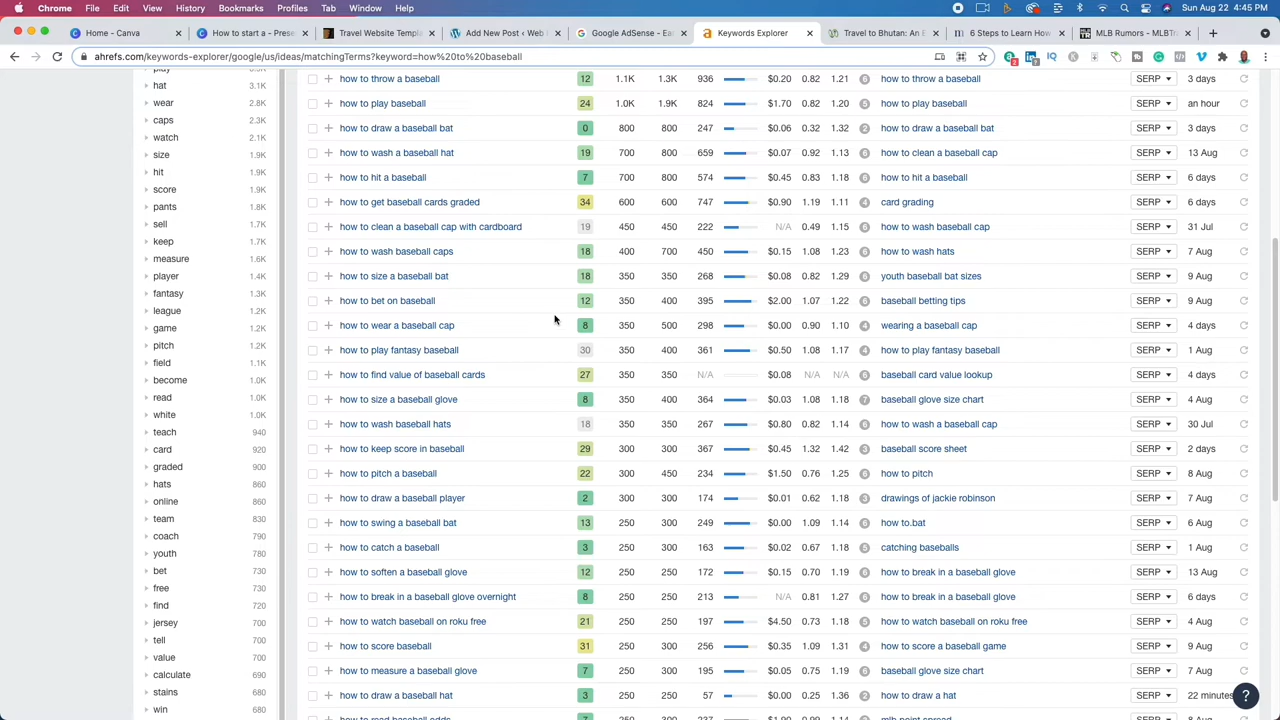 Chrome File Edit View History Bookmarks Profiles Tab Window Help Sun Aug 22 4:45 PM
Home - Canva × How to start a - Prese × Travel Website Templa × Add New Post ‹ Web × Google AdSense - Ea × Keywords Explorer × Travel to Bhutan: An E × 6 Steps to Learn How × MLB Rumors - MLBTr × +
ahrefs.com/keywords-explorer/google/us/ideas/matchingTerms?keyword=how%20to%20baseball
play 3.9K
hat 3.1K
wear 2.8K
caps 2.3K
watch 2.1K
size 1.9K
hit 1.9K
score 1.9K
pants 1.8K
sell 1.7K
keep 1.7K
measure 1.6K
player 1.4K
fantasy 1.3K
league 1.2K
game 1.2K
pitch 1.2K
field 1.1K
become 1.0K
read 1.0K
white 1.0K
teach 940
card 920
graded 900
hats 860
online 860
team 830
coach 790
youth 780
bet 730
free 730
find 720
jersey 700
tell 700
value 700
calculate 690
stains 680
win 680
how to throw a baseball 12 1.1K 1.3K 936 $0.20 0.82 1.21 6 how to throw a baseball SERP 3 days
how to play baseball 24 1.0K 1.9K 824 $1.70 0.82 1.20 5 how to play baseball SERP an hour
how to draw a baseball bat 0 800 800 247 $0.06 0.32 1.32 2 how to draw a baseball bat SERP 3 days
how to wash a baseball hat 19 700 800 659 $0.07 0.92 1.13 6 how to clean a baseball cap SERP 13 Aug
how to hit a baseball 7 700 800 574 $0.45 0.83 1.18 6 how to hit a baseball SERP 6 days
how to get baseball cards graded 34 600 600 747 $0.90 1.19 1.11 4 card grading SERP 6 days
how to clean a baseball cap with cardboard 19 450 450 222 N/A 0.49 1.15 6 how to wash baseball cap SERP 31 Jul
how to wash baseball caps 18 400 700 450 $0.15 1.08 1.23 6 how to wash hats SERP 7 Aug
how to size a baseball bat 18 350 350 268 $0.08 0.82 1.29 6 youth baseball bat sizes SERP 9 Aug
how to bet on baseball 12 350 400 395 $2.00 1.07 1.22 6 baseball betting tips SERP 9 Aug
how to wear a baseball cap 8 350 500 298 $0.00 0.90 1.10 4 wearing a baseball cap SERP 4 days
how to play fantasy baseball 30 350 400 361 $0.50 1.08 1.17 4 how to play fantasy baseball SERP 1 Aug
how to find value of baseball cards 27 350 350 N/A $0.08 N/A N/A 6 baseball card value lookup SERP 4 days
how to size a baseball glove 8 350 400 364 $0.03 1.08 1.18 7 baseball glove size chart SERP 4 Aug
how to wash baseball hats 18 350 350 267 $0.80 0.82 1.14 6 how to wash a baseball cap SERP 30 Jul
how to keep score in baseball 29 300 300 367 $0.45 1.32 1.42 3 baseball score sheet SERP 2 days
how to pitch a baseball 22 300 450 234 $1.50 0.76 1.25 6 how to pitch SERP 8 Aug
how to draw a baseball player 2 300 300 174 $0.01 0.62 1.18 3 drawings of jackie robinson SERP 7 Aug
how to swing a baseball bat 13 250 300 249 $0.00 1.09 1.14 6 how to.bat SERP 6 Aug
how to catch a baseball 3 250 300 163 $0.02 0.67 1.18 5 catching baseballs SERP 1 Aug
how to soften a baseball glove 12 250 250 172 $0.15 0.70 1.19 6 how to break in a baseball glove SERP 13 Aug
how to break in a baseball glove overnight 8 250 250 213 N/A 0.81 1.27 6 how to break in a baseball glove SERP 6 days
how to watch baseball on roku free 21 250 250 197 $4.50 0.73 1.18 5 how to watch baseball on roku free SERP 4 Aug
how to score baseball 31 250 300 256 $0.35 1.09 1.31 4 how to score a baseball game SERP 9 Aug
how to measure a baseball glove 7 250 300 195 $0.05 0.75 1.19 6 baseball glove size chart SERP 7 Aug
how to draw a baseball hat 3 250 250 57 $0.00 0.25 1.36 2 how to draw a hat SERP 22 minutes
?